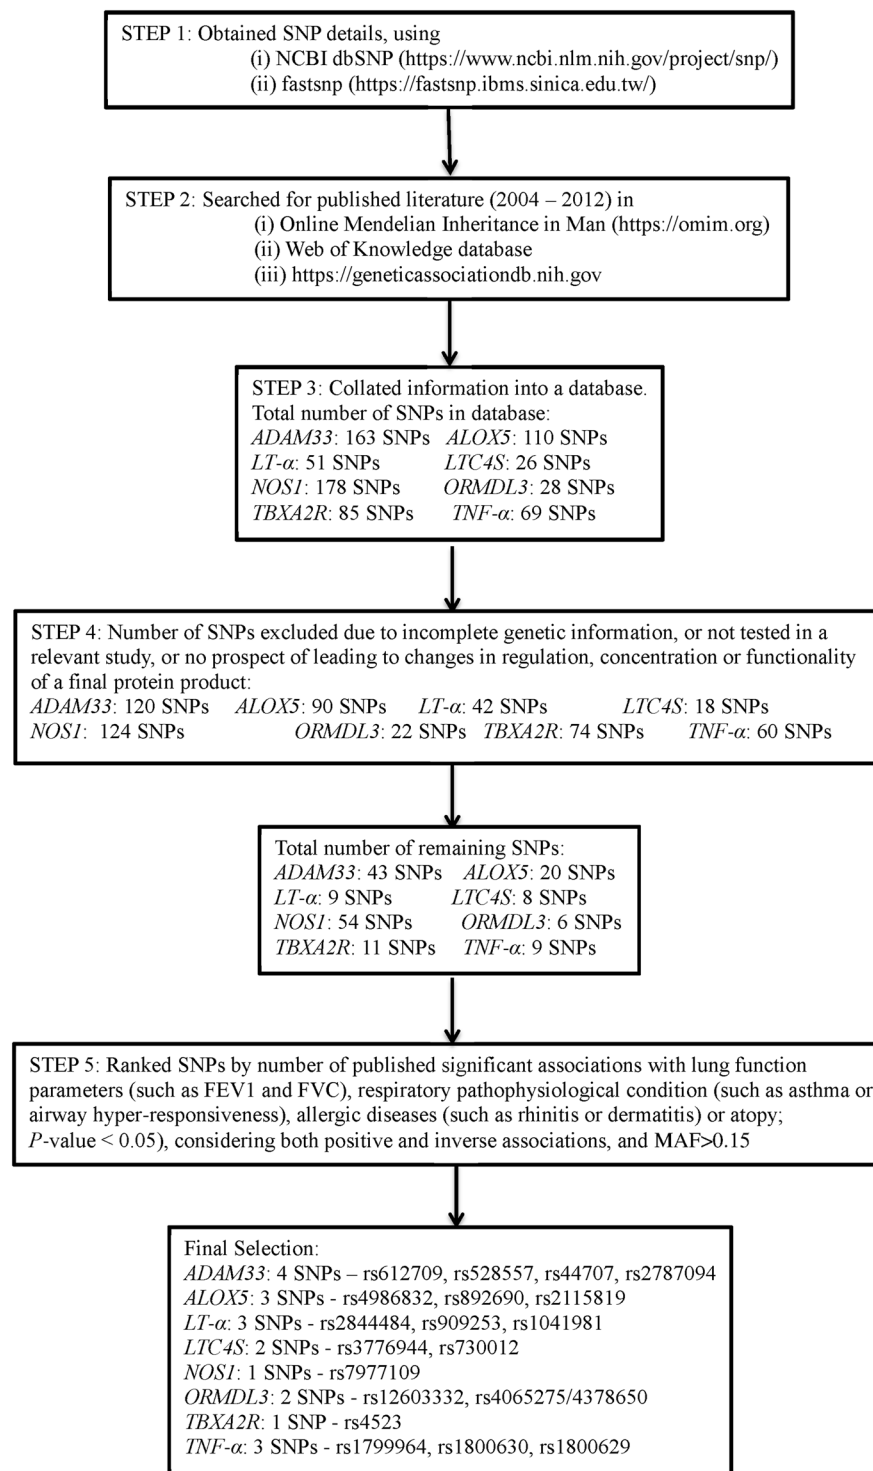 STEP 1: Obtained SNP details, using
(i) NCBI dbSNP (https://www.ncbi.nlm.nih.gov/project/snp/)
(ii) fastsnp (https://fastsnp.ibms.sinica.edu.tw/)
STEP 2: Searched for published literature (2004 – 2012) in
(i) Online Mendelian Inheritance in Man (https://omim.org)
(ii) Web of Knowledge database
(iii) https://geneticassociationdb.nih.gov
STEP 3: Collated information into a database.
Total number of SNPs in database:
ADAM33: 163 SNPs ALOX5: 110 SNPs
LT-α: 51 SNPs LTC4S: 26 SNPs
NOS1: 178 SNPs ORMDL3: 28 SNPs
TBXA2R: 85 SNPs TNF-α: 69 SNPs
STEP 4: Number of SNPs excluded due to incomplete genetic information, or not tested in a
relevant study, or no prospect of leading to changes in regulation, concentration or functionality
of a final protein product:
ADAM33: 120 SNPs ALOX5: 90 SNPs LT-α: 42 SNPs LTC4S: 18 SNPs
NOS1: 124 SNPs ORMDL3: 22 SNPs TBXA2R: 74 SNPs TNF-α: 60 SNPs
Total number of remaining SNPs:
ADAM33: 43 SNPs ALOX5: 20 SNPs
LT-α: 9 SNPs LTC4S: 8 SNPs
NOS1: 54 SNPs ORMDL3: 6 SNPs
TBXA2R: 11 SNPs TNF-α: 9 SNPs
STEP 5: Ranked SNPs by number of published significant associations with lung function
parameters (such as FEV1 and FVC), respiratory pathophysiological condition (such as asthma or
airway hyper-responsiveness), allergic diseases (such as rhinitis or dermatitis) or atopy;
P-value < 0.05), considering both positive and inverse associations, and MAF>0.15
Final Selection:
ADAM33: 4 SNPs – rs612709, rs528557, rs44707, rs2787094
ALOX5: 3 SNPs - rs4986832, rs892690, rs2115819
LT-α: 3 SNPs - rs2844484, rs909253, rs1041981
LTC4S: 2 SNPs - rs3776944, rs730012
NOS1: 1 SNPs - rs7977109
ORMDL3: 2 SNPs - rs12603332, rs4065275/4378650
TBXA2R: 1 SNP - rs4523
TNF-α: 3 SNPs - rs1799964, rs1800630, rs1800629